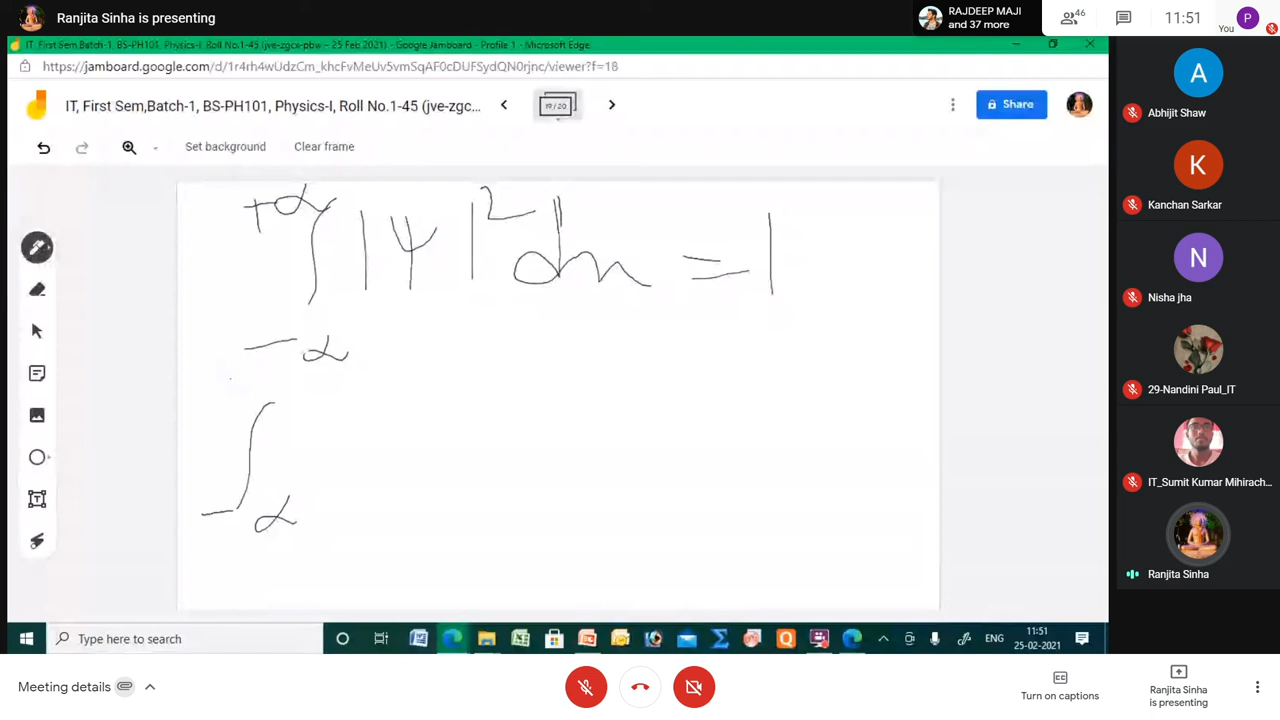 Ranjita Sinha is presenting
RAJDEEP MAJI
and 37 more
46
11:51
You
P
IT, First Sem,Batch-1, BS-PH101, Physics-I, Roll No.1-45 (jve-zgcx-pbw – 25 Feb 2021) - Google Jamboard - Profile 1 - Microsoft Edge
https://jamboard.google.com/d/1r4rh4wUdzCm_khcFvMeUv5vmSqAF0cDUFSydQN0rjnc/viewer?f=18
IT, First Sem,Batch-1, BS-PH101, Physics-I, Roll No.1-45 (jve-zgc...
19/20
Share
Set background
Clear frame
+α
∫ |ψ|² dx = 1
-α
∫
-α
A
Abhijit Shaw
K
Kanchan Sarkar
N
Nisha jha
29-Nandini Paul_IT
IT_Sumit Kumar Mihirach...
Ranjita Sinha
Type here to search
ENG
11:51
25-02-2021
Meeting details
Turn on captions
Ranjita Sinha
is presenting